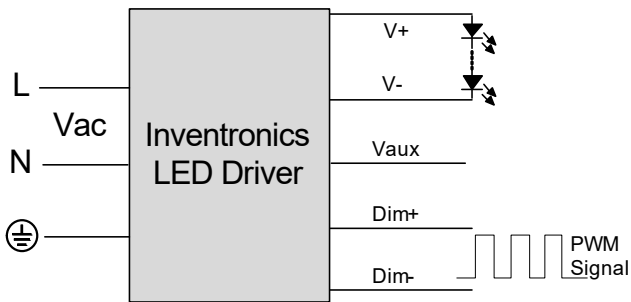 L
Vac
N
Inventronics
LED Driver
V+
V-
Vaux
Dim+
Dim-
PWM
Signal